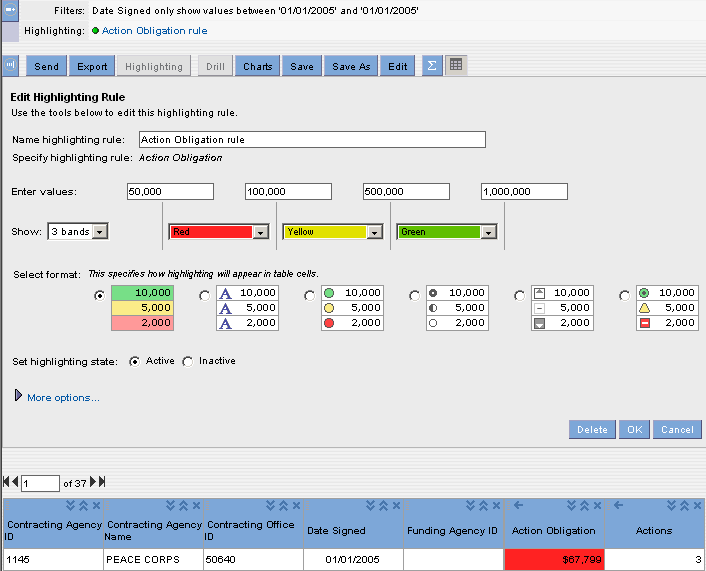 Filters: Date Signed only show values between '01/01/2005' and '01/01/2005'
Highlighting: Action Obligation rule
Send Export Highlighting Drill Charts Save Save As Edit Σ
Edit Highlighting Rule
Use the tools below to edit this highlighting rule.
Name highlighting rule: Action Obligation rule
Specify highlighting rule: Action Obligation
Enter values: 50,000 100,000 500,000 1,000,000
Show: 3 bands Red Yellow Green
Select format: This specifies how highlighting will appear in table cells.
10,000 A 10,000 10,000 10,000 10,000 10,000
5,000 A 5,000 5,000 5,000 5,000 5,000
2,000 A 2,000 2,000 2,000 2,000 2,000
Set highlighting state: Active Inactive
More options...
Delete OK Cancel
1 of 37
Contracting Agency ID Contracting Agency Name Contracting Office ID Date Signed Funding Agency ID Action Obligation Actions
1145 PEACE CORPS 50640 01/01/2005 $67,799 3